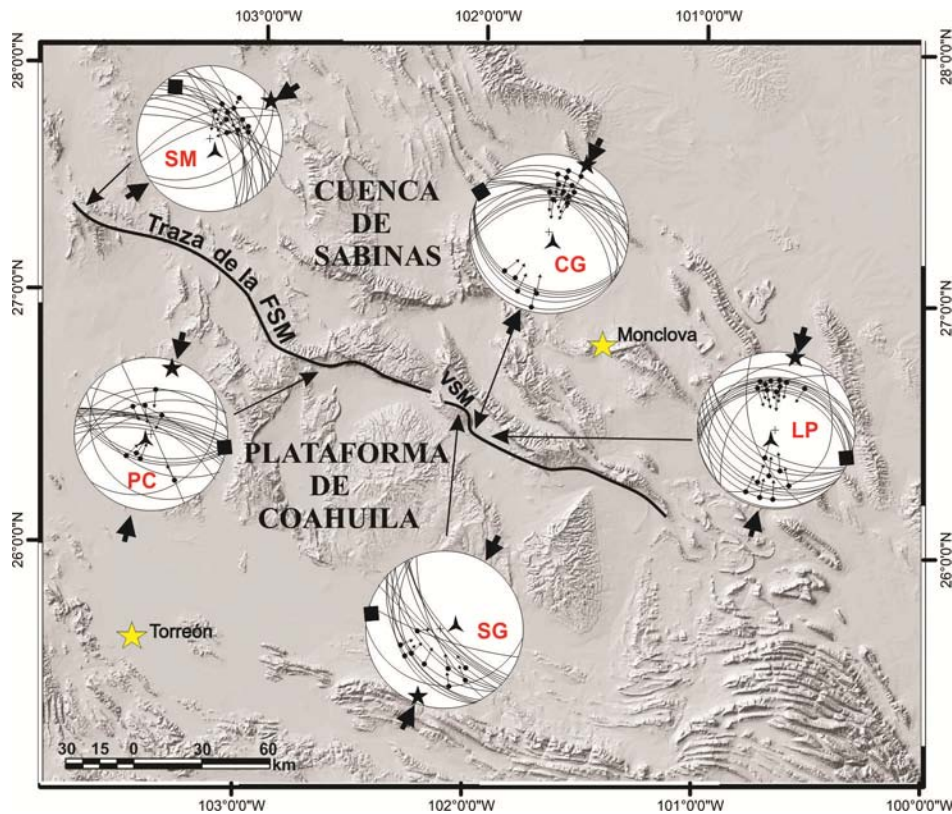 103°0'0"W 102°0'0"W 101°0'0"W
28°0'0"N
28°0'0"N
SM
CUENCA
DE
SABINAS
CG
Traza de la FSM
27°0'0"N
27°0'0"N
Monclova
VSM
LP
PLATAFORMA
DE
COAHUILA
PC
26°0'0"N
26°0'0"N
SG
Torreón
30 15 0 30 60
km
103°0'0"W 102°0'0"W 101°0'0"W 100°0'0"W